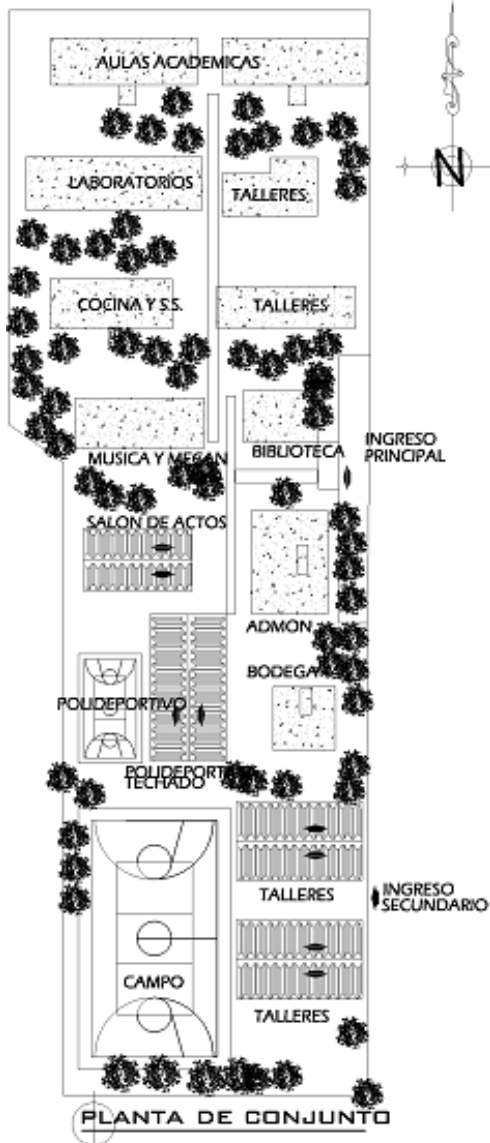 AULAS ACADEMICAS
N
LABORATORIOS
TALLERES
COCINA Y S.S.
TALLERES
INGRESO
PRINCIPAL
BIBLIOTECA
MUSICA Y MECAN
SALON DE ACTOS
ADMON
BODEGA
POLIDEPORTIVO
POLIDEPORTIVO
TECHADO
TALLERES
INGRESO
SECUNDARIO
CAMPO
TALLERES
PLANTA DE CONJUNTO